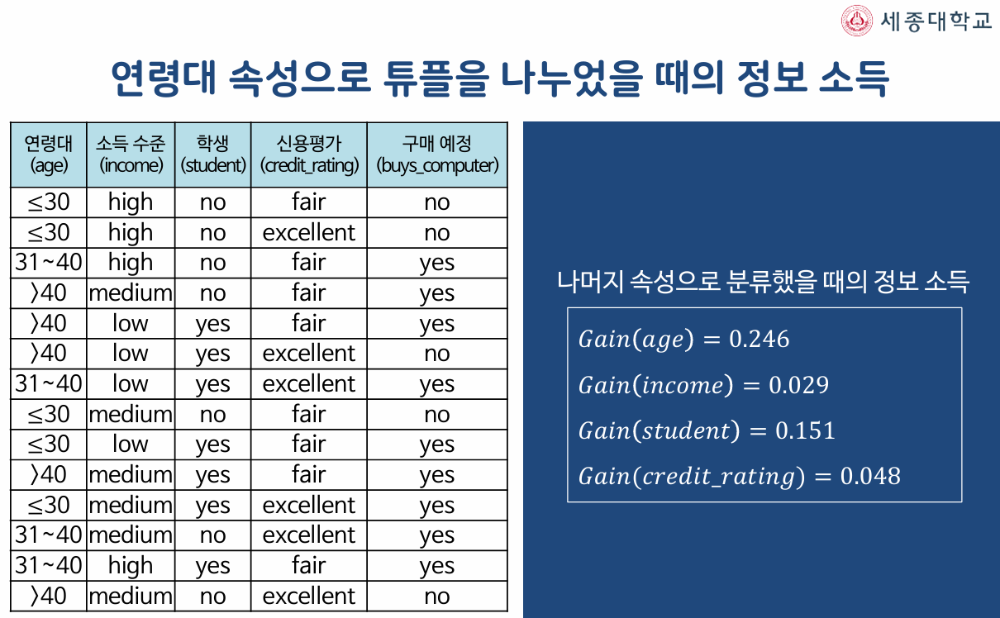 세종대학교
연령대 속성으로 튜플을 나누었을 때의 정보 소득
연령대 (age) 소득 수준 (income) 학생 (student) 신용평가 (credit_rating) 구매 예정 (buys_computer)
≤30 high no fair no
≤30 high no excellent no
31~40 high no fair yes
>40 medium no fair yes
>40 low yes fair yes
>40 low yes excellent no
31~40 low yes excellent yes
≤30 medium no fair no
≤30 low yes fair yes
>40 medium yes fair yes
≤30 medium yes excellent yes
31~40 medium no excellent yes
31~40 high yes fair yes
>40 medium no excellent no
나머지 속성으로 분류했을 때의 정보 소득
Gain(age) = 0.246
Gain(income) = 0.029
Gain(student) = 0.151
Gain(credit_rating) = 0.048